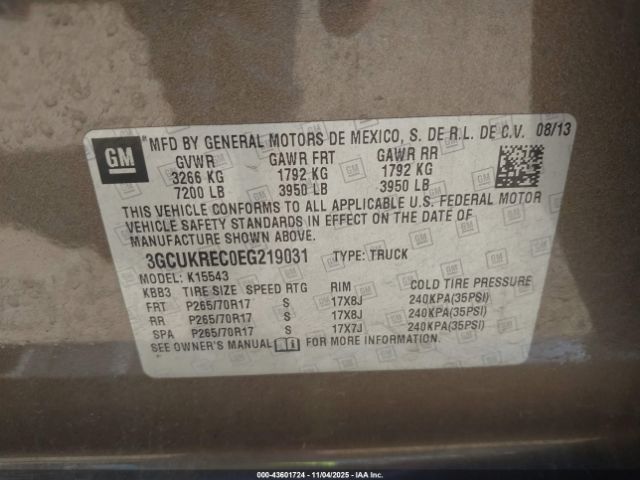 GM
MFD BY GENERAL MOTORS DE MEXICO, S. DE R.L. DE C.V. 08/13
GVWR GAWR FRT GAWR RR
3266 KG 1792 KG 1792 KG
7200 LB 3950 LB 3950 LB
THIS VEHICLE CONFORMS TO ALL APPLICABLE U.S. FEDERAL MOTOR
VEHICLE SAFETY STANDARDS IN EFFECT ON THE DATE OF
MANUFACTURE SHOWN ABOVE.
3GCUKREC0EG219031 TYPE: TRUCK
MODEL: K15543
KBB3 TIRE SIZE SPEED RTG RIM COLD TIRE PRESSURE
FRT P265/70R17 S 17X8J 240KPA(35PSI)
RR P265/70R17 S 17X8J 240KPA(35PSI)
SPA P265/70R17 S 17X7J 240KPA(35PSI)
SEE OWNER'S MANUAL FOR MORE INFORMATION.
000-43601724 - 11/04/2025 - IAA Inc.